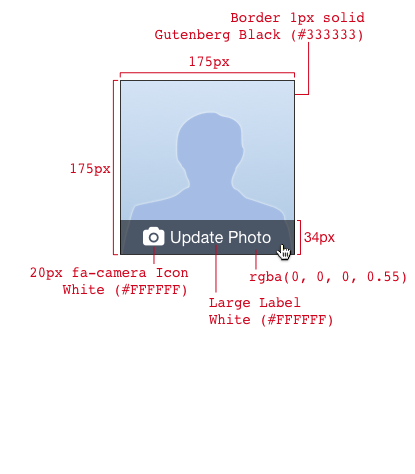 Border 1px solid
Gutenberg Black (#333333)
175px
175px
Update Photo
34px
20px fa-camera Icon
White (#FFFFFF)
rgba(0, 0, 0, 0.55)
Large Label
White (#FFFFFF)